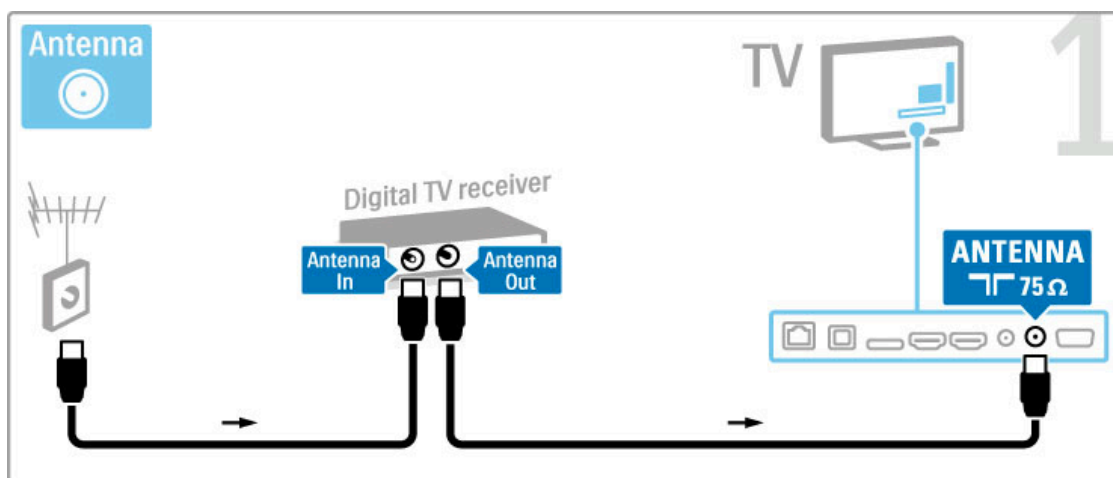 Antenna
TV
1
Digital TV receiver
Antenna
In
Antenna
Out
ANTENNA
75 Ω